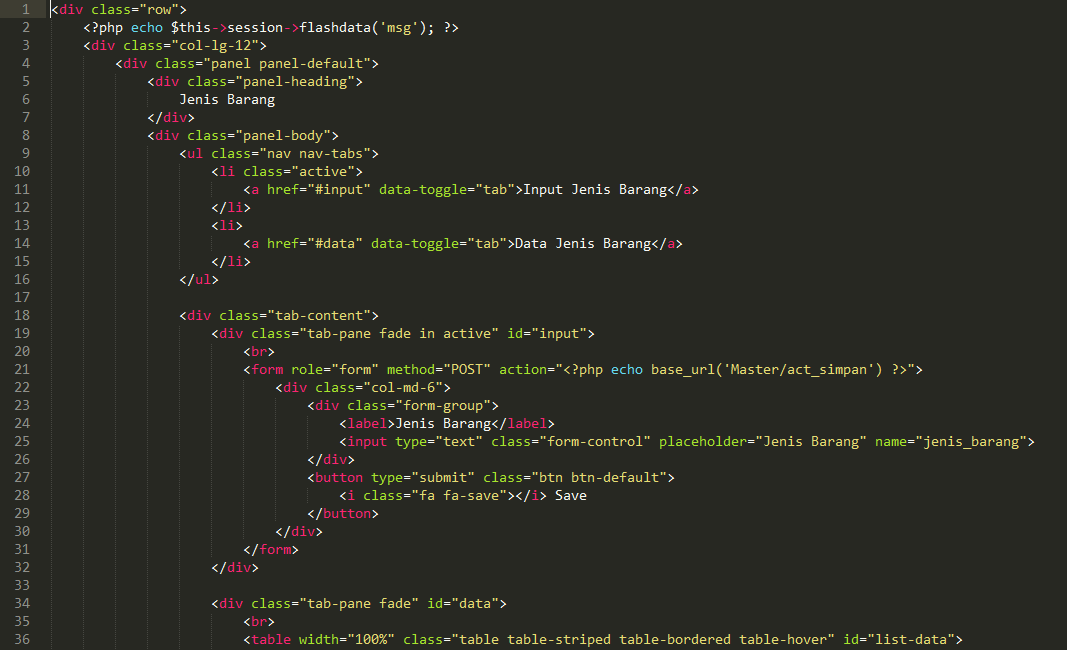 1 <div class="row">
2 <?php echo $this->session->flashdata('msg'); ?>
3 <div class="col-lg-12">
4 <div class="panel panel-default">
5 <div class="panel-heading">
6 Jenis Barang
7 </div>
8 <div class="panel-body">
9 <ul class="nav nav-tabs">
10 <li class="active">
11 <a href="#input" data-toggle="tab">Input Jenis Barang</a>
12 </li>
13 <li>
14 <a href="#data" data-toggle="tab">Data Jenis Barang</a>
15 </li>
16 </ul>
17
18 <div class="tab-content">
19 <div class="tab-pane fade in active" id="input">
20 <br>
21 <form role="form" method="POST" action="<?php echo base_url('Master/act_simpan') ?>">
22 <div class="col-md-6">
23 <div class="form-group">
24 <label>Jenis Barang</label>
25 <input type="text" class="form-control" placeholder="Jenis Barang" name="jenis_barang">
26 </div>
27 <button type="submit" class="btn btn-default">
28 <i class="fa fa-save"></i> Save
29 </button>
30 </div>
31 </form>
32 </div>
33
34 <div class="tab-pane fade" id="data">
35 <br>
36 <table width="100%" class="table table-striped table-bordered table-hover" id="list-data">